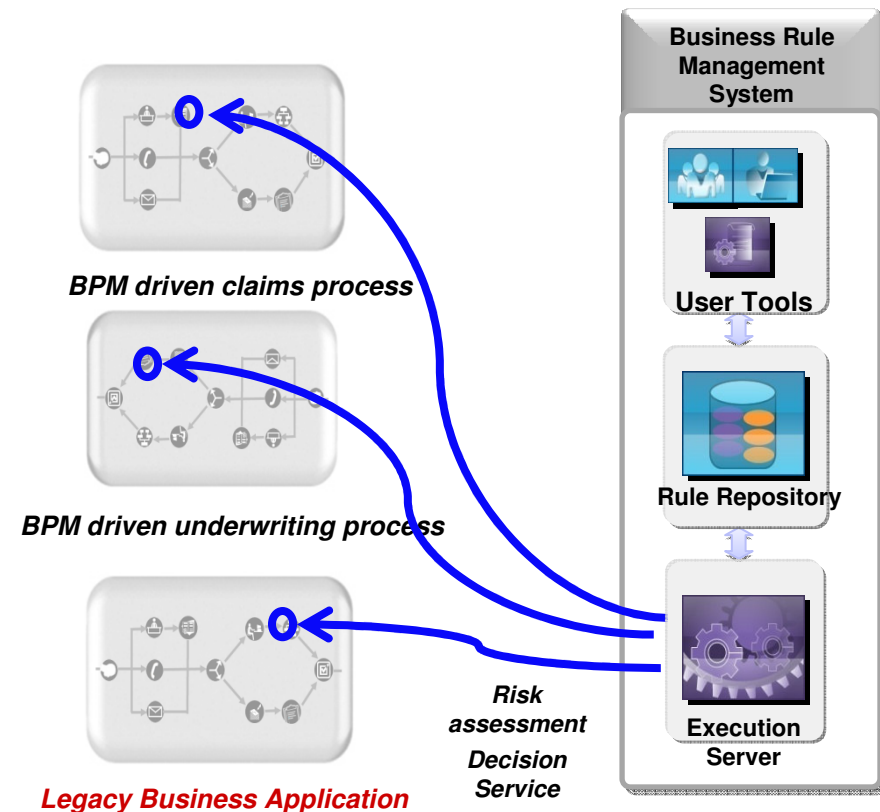 Business Rule
Management
System
BPM driven claims process
User Tools
BPM driven underwriting process
Rule Repository
Risk
assessment
Decision
Service
Execution
Server
Legacy Business Application